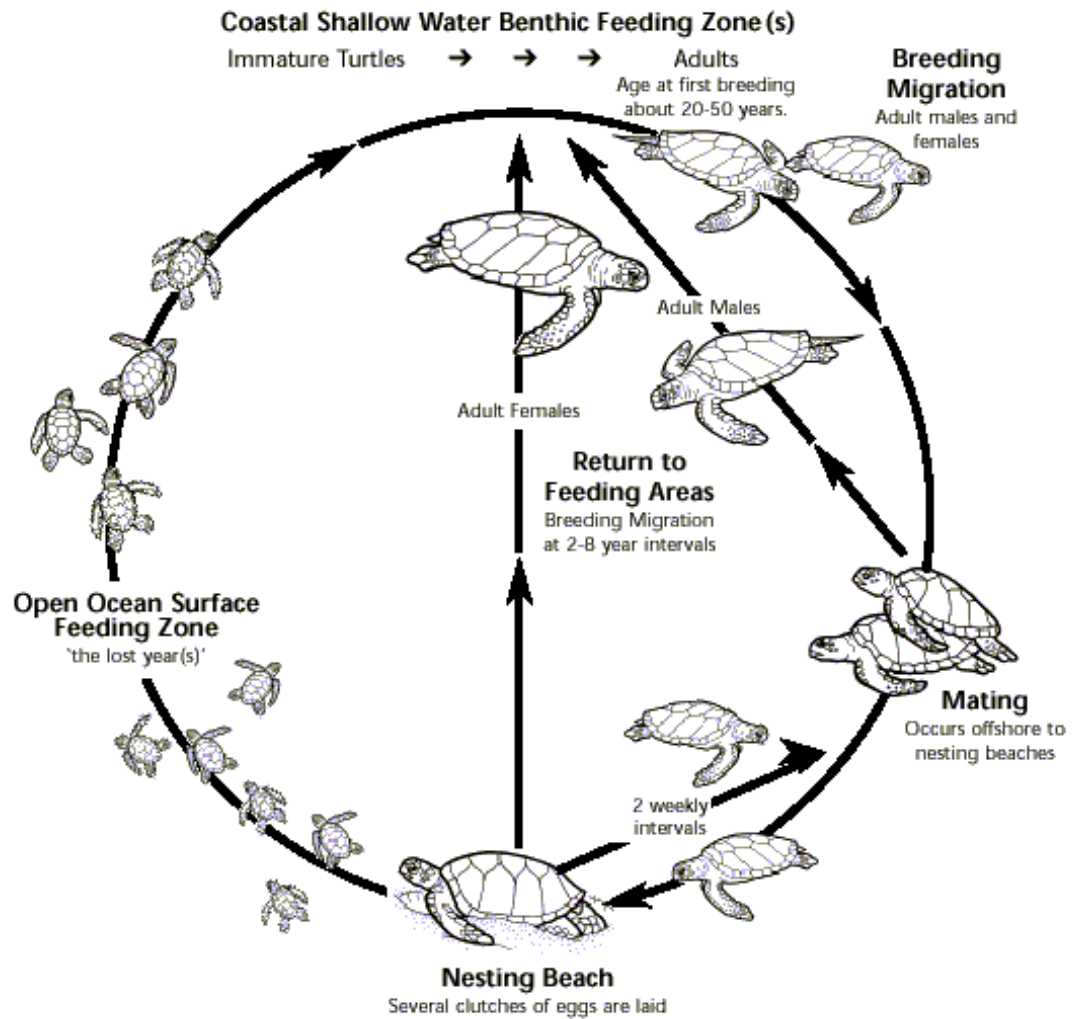 Coastal Shallow Water Benthic Feeding Zone(s)
Immature Turtles → → → Adults
Age at first breeding
about 20-50 years.
Breeding
Migration
Adult males and
females
Adult Males
Adult Females
Return to
Feeding Areas
Breeding Migration
at 2-8 year intervals
Open Ocean Surface
Feeding Zone
'the lost year(s)'
Mating
Occurs offshore to
nesting beaches
2 weekly
intervals
Nesting Beach
Several clutches of eggs are laid